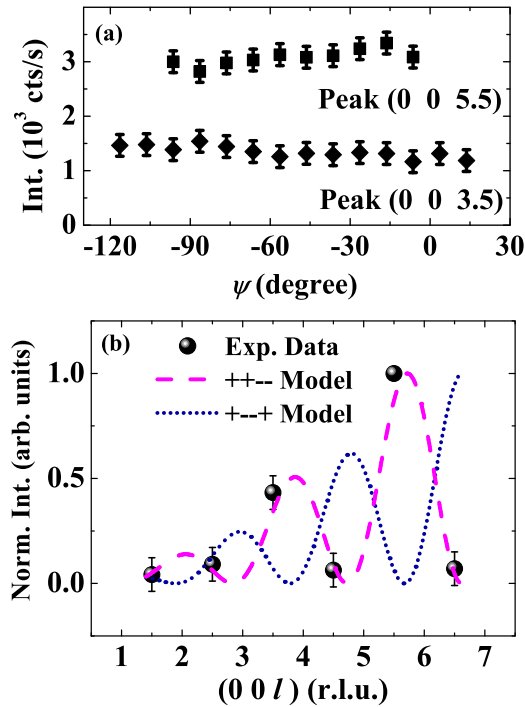 (a)
Int. (10³ cts/s)
4
3
2
1
0
Peak (0 0 5.5)
Peak (0 0 3.5)
-120 -90 -60 -30 0 30
ψ (degree)
(b)
Exp. Data
++-- Model
+--+ Model
Norm. Int. (arb. units)
1.0
0.5
0.0
1 2 3 4 5 6 7
(0 0 l) (r.l.u.)